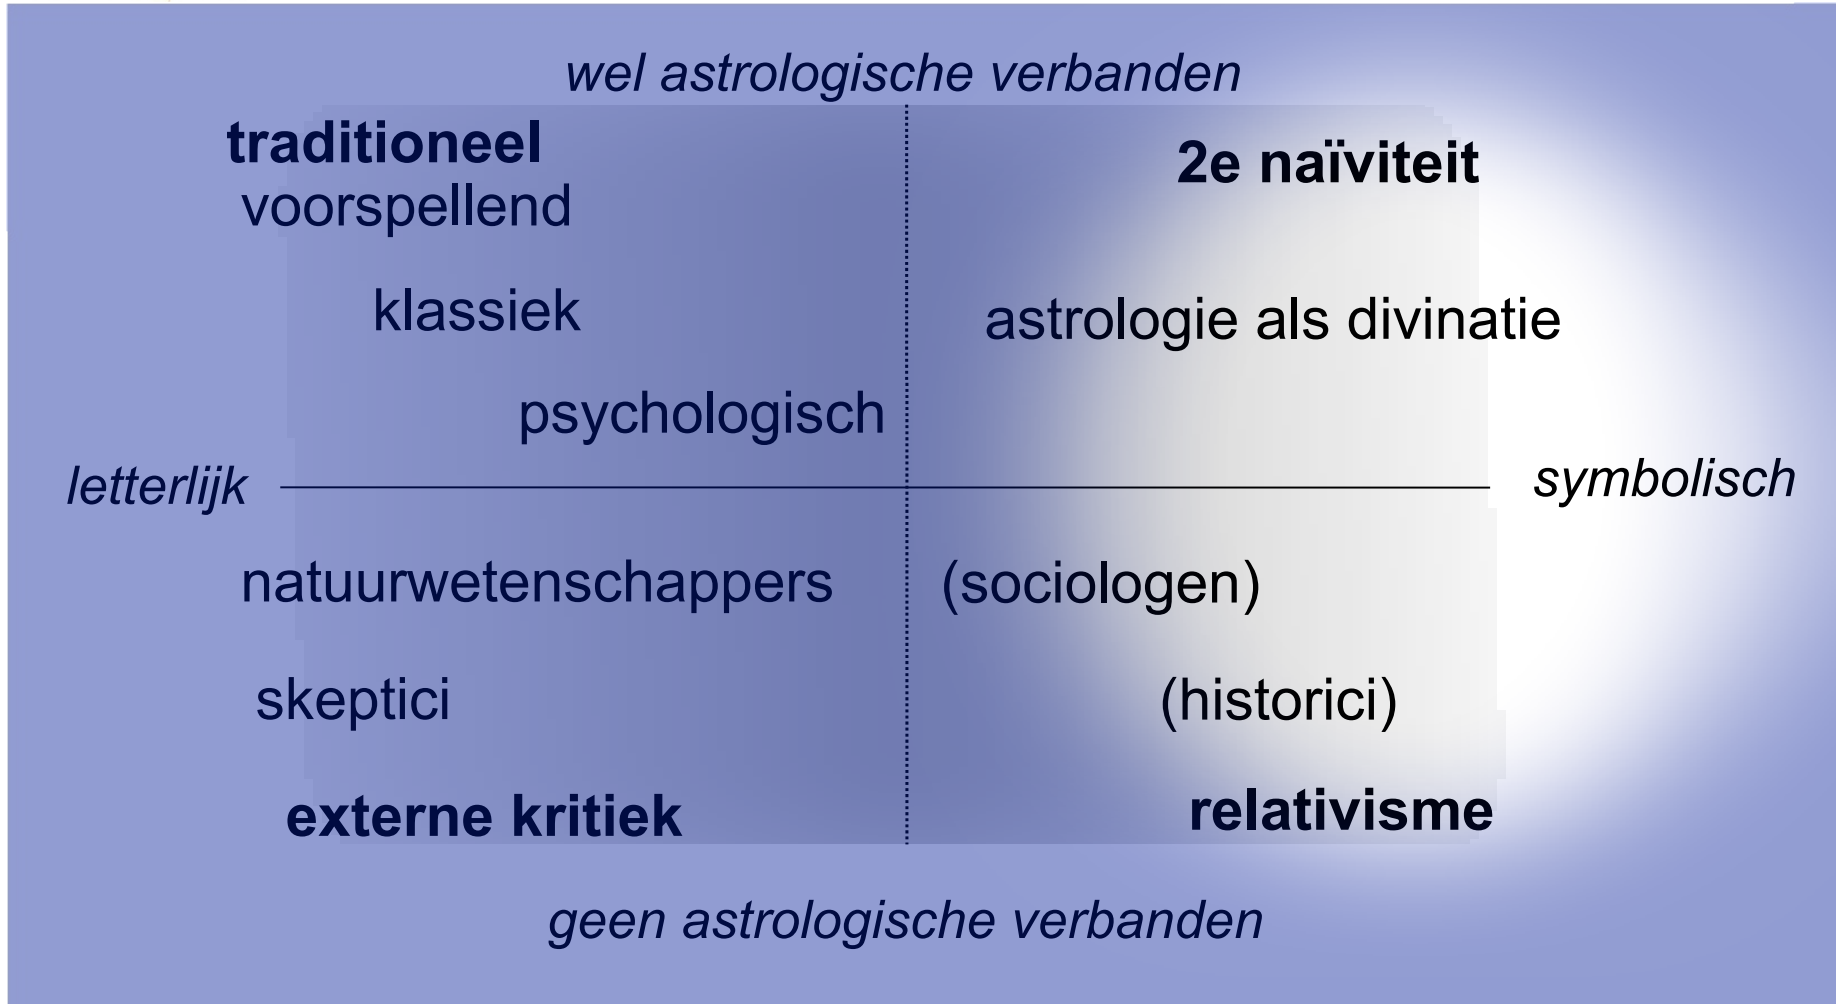 wel astrologische verbanden
traditioneel
voorspellend
2e naïviteit
klassiek
astrologie als divinatie
psychologisch
letterlijk
symbolisch
natuurwetenschappers
(sociologen)
skeptici
(historici)
externe kritiek
relativisme
geen astrologische verbanden